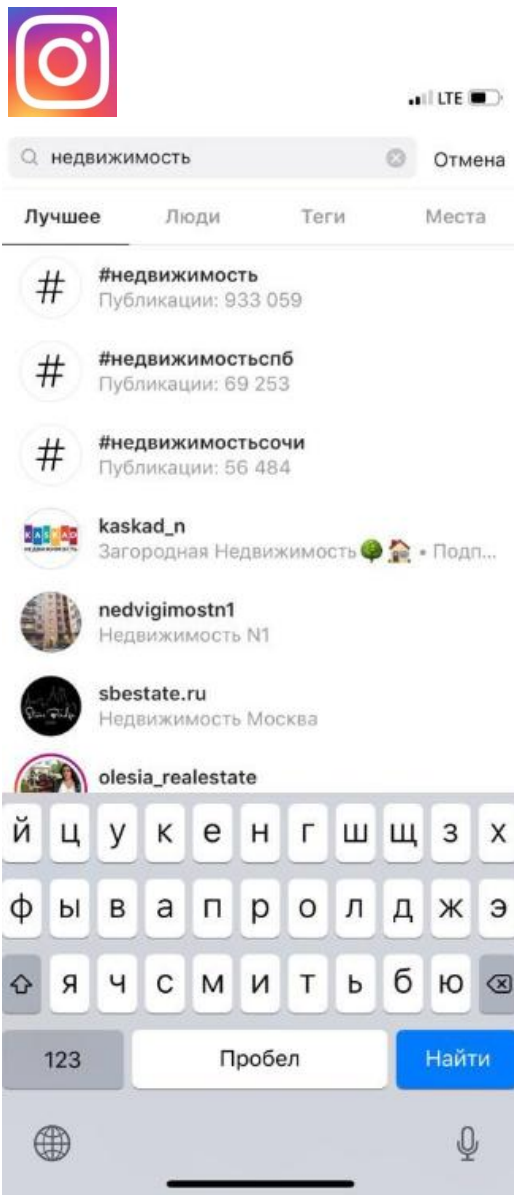 LTE
недвижимость
Отмена
Лучшее Люди Теги Места
# #недвижимость
Публикации: 933 059
# #недвижимостьспб
Публикации: 69 253
# #недвижимостьсочи
Публикации: 56 484
KASKAD
kaskad_n
Загородная Недвижимость🌳🏠 • Подп...
nedvigimostn1
Недвижимость N1
sbestate.ru
Недвижимость Москва
olesia_realestate
й ц у к е н г ш щ з х
ф ы в а п р о л д ж э
я ч с м и т ь б ю
123 Пробел Найти